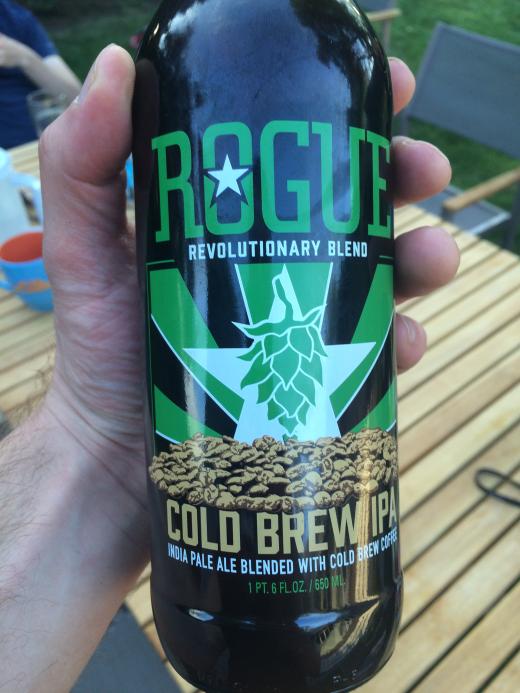 ROGUE
REVOLUTIONARY BLEND
COLD BREW IPA
INDIA PALE ALE BLENDED WITH COLD BREW COFFEE
1 PT. 6 FL.OZ. / 650 ML.